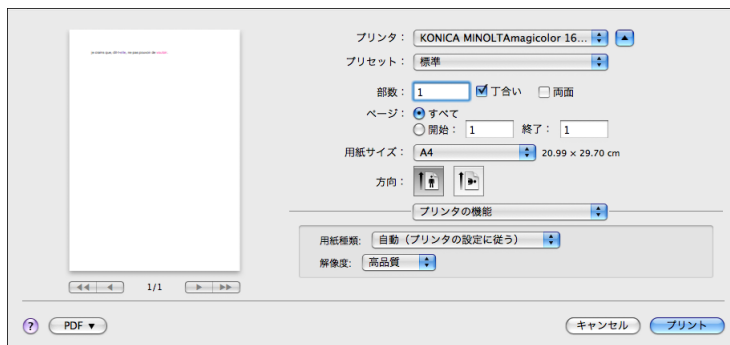 プリンタ： KONICA MINOLTAmagicolor 16...
プリセット： 標準
部数： 1 丁合い 両面
ページ： すべて
開始： 1 終了： 1
用紙サイズ： A4 20.99 × 29.70 cm
方向：
プリンタの機能
用紙種類: 自動（プリンタの設定に従う）
解像度: 高品質
1/1
? PDF ▼ キャンセル プリント